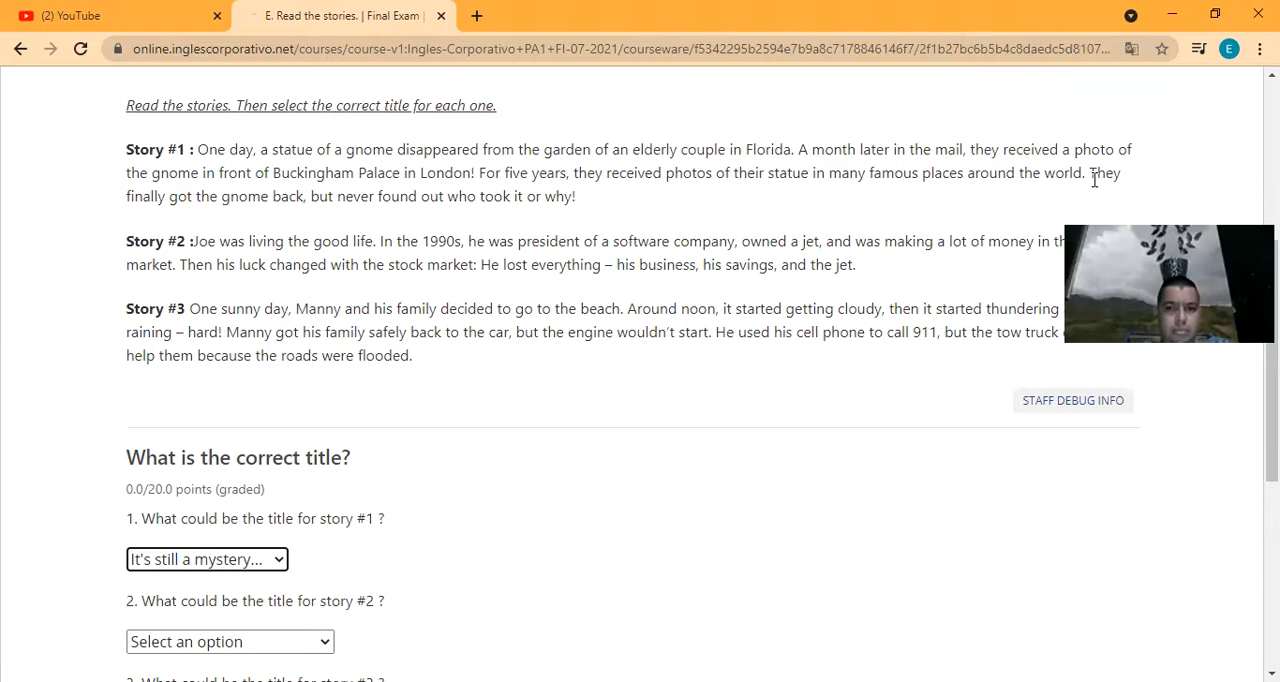 (2) YouTube
E. Read the stories. | Final Exam |
online.inglescorporativo.net/courses/course-v1:Ingles-Corporativo+PA1+FI-07-2021/courseware/f5342295b2594e7b9a8c7178846146f7/2f1b27bc6b5b4c8daedc5d8107...
E
Read the stories. Then select the correct title for each one.
Story #1 : One day, a statue of a gnome disappeared from the garden of an elderly couple in Florida. A month later in the mail, they received a photo of
the gnome in front of Buckingham Palace in London! For five years, they received photos of their statue in many famous places around the world. They
finally got the gnome back, but never found out who took it or why!
Story #2 :Joe was living the good life. In the 1990s, he was president of a software company, owned a jet, and was making a lot of money in th
market. Then his luck changed with the stock market: He lost everything – his business, his savings, and the jet.
Story #3 One sunny day, Manny and his family decided to go to the beach. Around noon, it started getting cloudy, then it started thundering
raining – hard! Manny got his family safely back to the car, but the engine wouldn't start. He used his cell phone to call 911, but the tow truck
help them because the roads were flooded.
STAFF DEBUG INFO
What is the correct title?
0.0/20.0 points (graded)
1. What could be the title for story #1 ?
It's still a mystery...
2. What could be the title for story #2 ?
Select an option